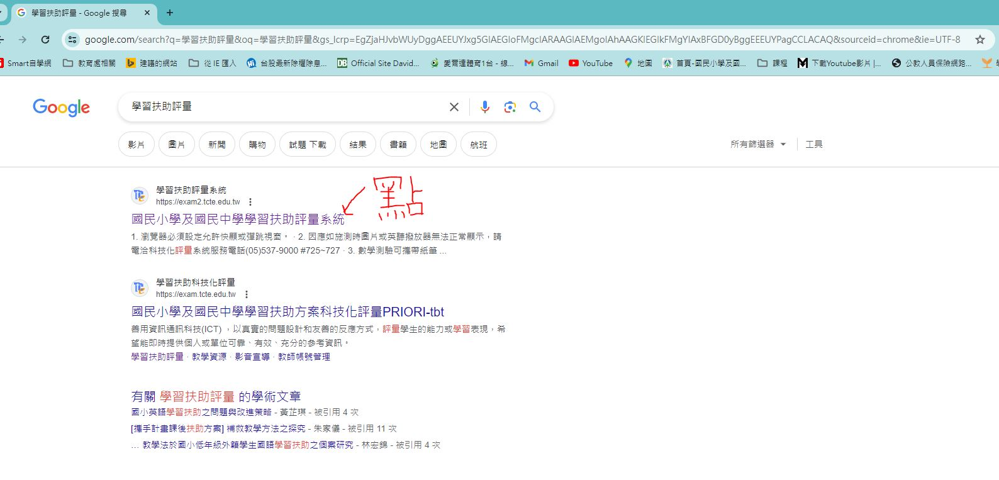 學習扶助評量 - Google 搜尋
google.com/search?q=學習扶助評量&oq=學習扶助評量&gs_lcrp=EgZjaHJvbWUyDggAEEUYJxg5GIAEGIoFMgcIARAAGIAEMgoIAhAAGKIEGIkFMgYIAxBFGD0yBggEEEUYPagCCLACAQ&sourceid=chrome&ie=UTF-8
Smart自學網 教育處相關 建議的網站 從 IE 匯入 台股最新除權除息... Official Site David... 愛爾達體育1台 - 線... Gmail YouTube 地圖 首頁-國民小學及國... 課程 下載Youtube影片 |... 公教人員保險網路...
Google 學習扶助評量
影片 圖片 新聞 購物 試題 下載 結果 書籍 地圖 航班 所有篩選器 工具
學習扶助評量系統
https://exam2.tcte.edu.tw
點
國民小學及國民中學學習扶助評量系統
1. 瀏覽器必須設定允許快顯或彈跳視窗。 · 2. 因應如施測時圖片或英聽撥放器無法正常顯示，請
電洽科技化評量系統服務電話(05)537-9000 #725~727 · 3. 數學測驗可攜帶紙筆 ...
學習扶助科技化評量
https://exam.tcte.edu.tw
國民小學及國民中學學習扶助方案科技化評量PRIORI-tbt
善用資訊通訊科技(ICT) ，以真實的問題設計和友善的反應方式，評量學生的能力或學習表現，希
望能即時提供個人或單位可靠、有效、充分的參考資訊。
學習扶助評量 · 教學資源 · 影音宣導 · 教師帳號管理
有關 學習扶助評量 的學術文章
國小英語學習扶助之問題與改進策略 - 黃芷琪 - 被引用 4 次
[攜手計畫課後扶助方案] 補救教學方法之探究 - 朱家儀 - 被引用 11 次
... 教學法於國小低年級外籍學生國語學習扶助之個案研究 - 林宏錦 - 被引用 4 次